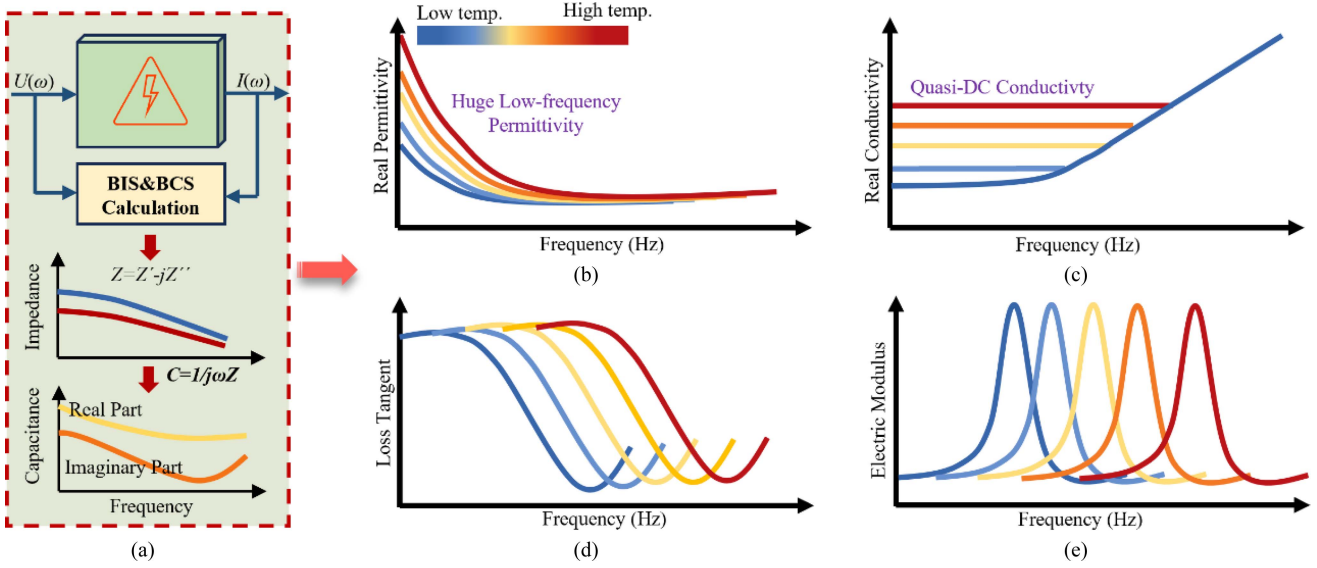 U(ω)
I(ω)
BIS&BCS
Calculation
Z=Z´-jZ´´
Impedance
C=1/jωZ
Capacitance
Real Part
Imaginary Part
Frequency
(a)
Low temp.
High temp.
Huge Low-frequency
Permittivity
Real Permittivity
Frequency (Hz)
(b)
Quasi-DC Conductivty
Real Conductivity
Frequency (Hz)
(c)
Loss Tangent
Frequency (Hz)
(d)
Electric Modulus
Frequency (Hz)
(e)